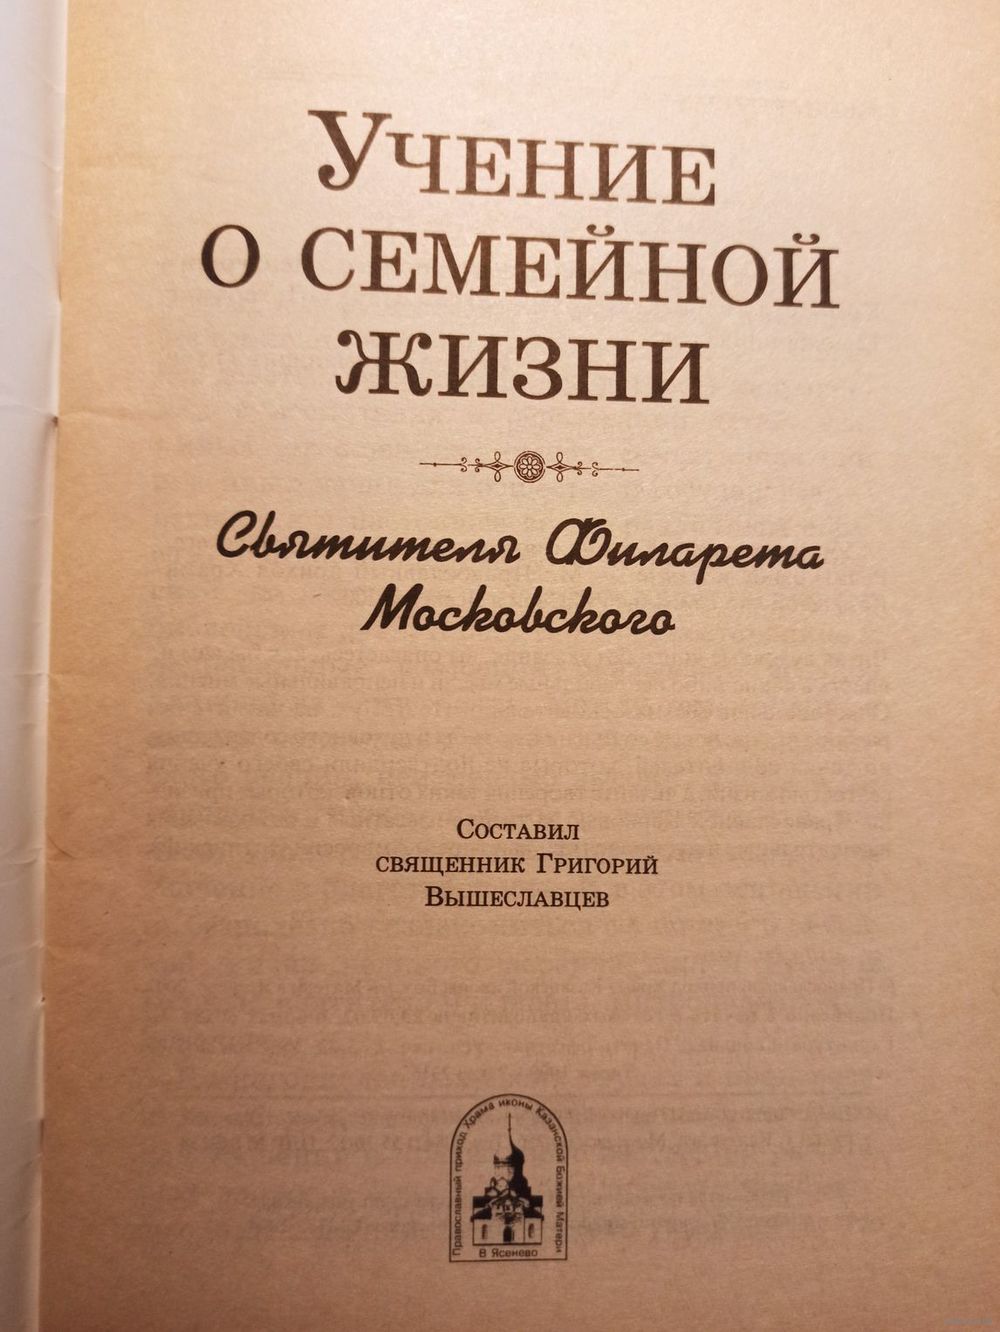 Учение
о семейной
жизни
Святителя Филарета
Московского
Составил
священник Григорий
Вышеславцев
Православный приход Храма иконы Казанской Божией Матери
В Ясенево